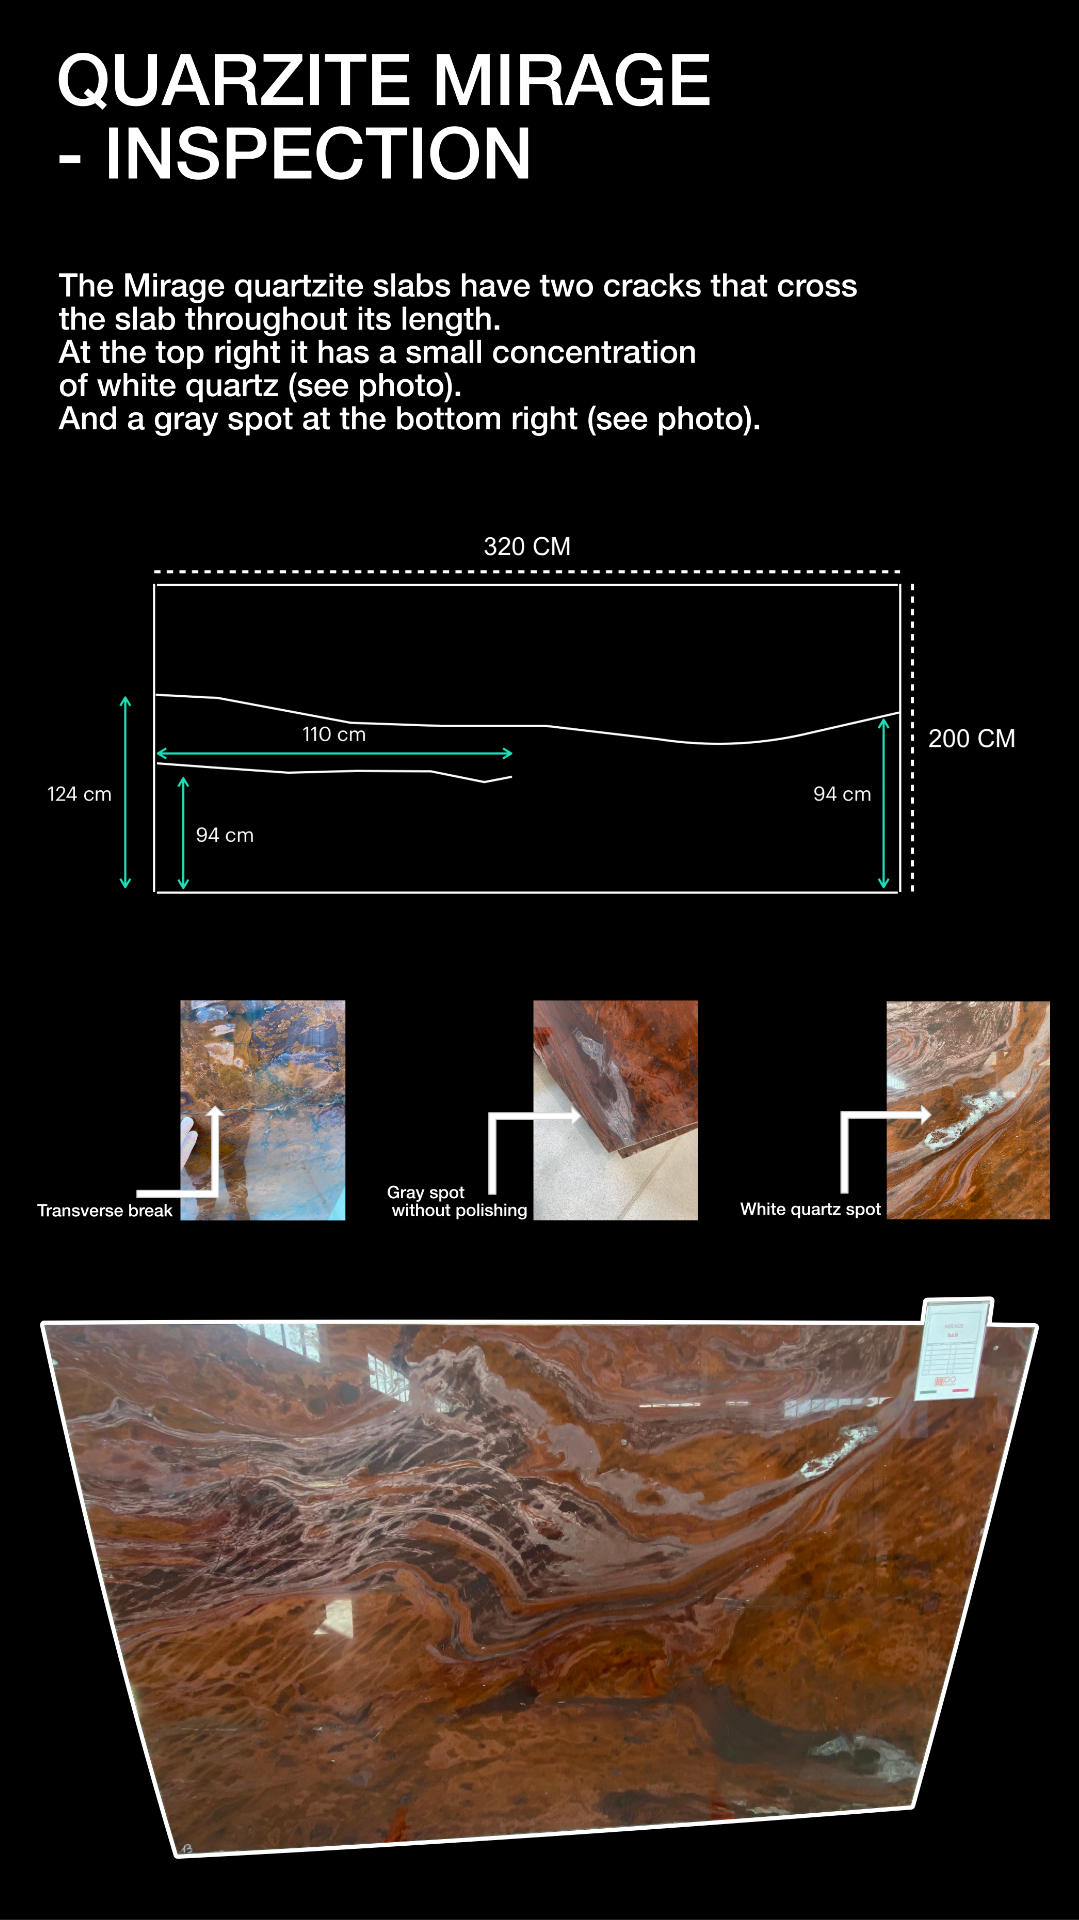 QUARZITE MIRAGE
- INSPECTION
The Mirage quartzite slabs have two cracks that cross
the slab throughout its length.
At the top right it has a small concentration
of white quartz (see photo).
And a gray spot at the bottom right (see photo).
320 CM
110 cm
200 CM
124 cm
94 cm
94 cm
Transverse break
Gray spot
without polishing
White quartz spot
MIRAGE